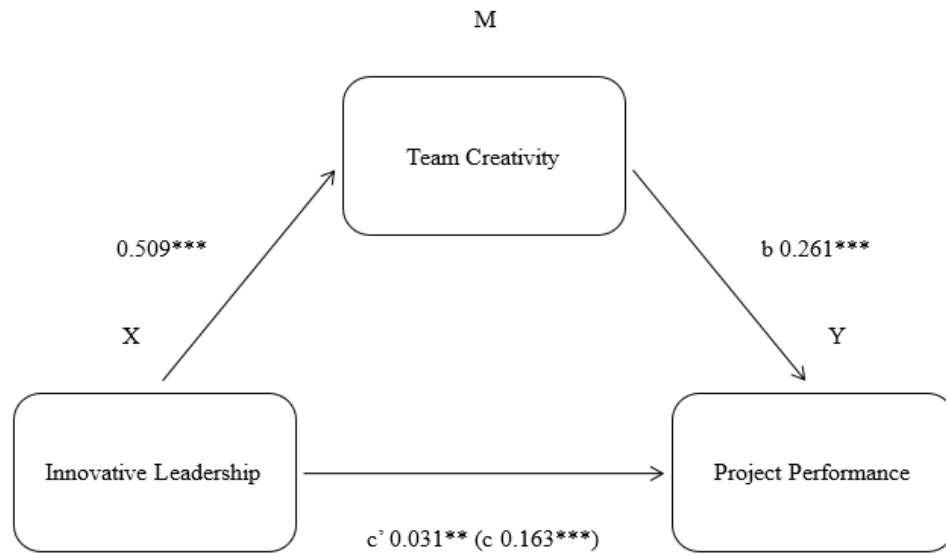 M
Team Creativity
0.509***
b 0.261***
X
Y
Innovative Leadership
Project Performance
c’ 0.031** (c 0.163***)